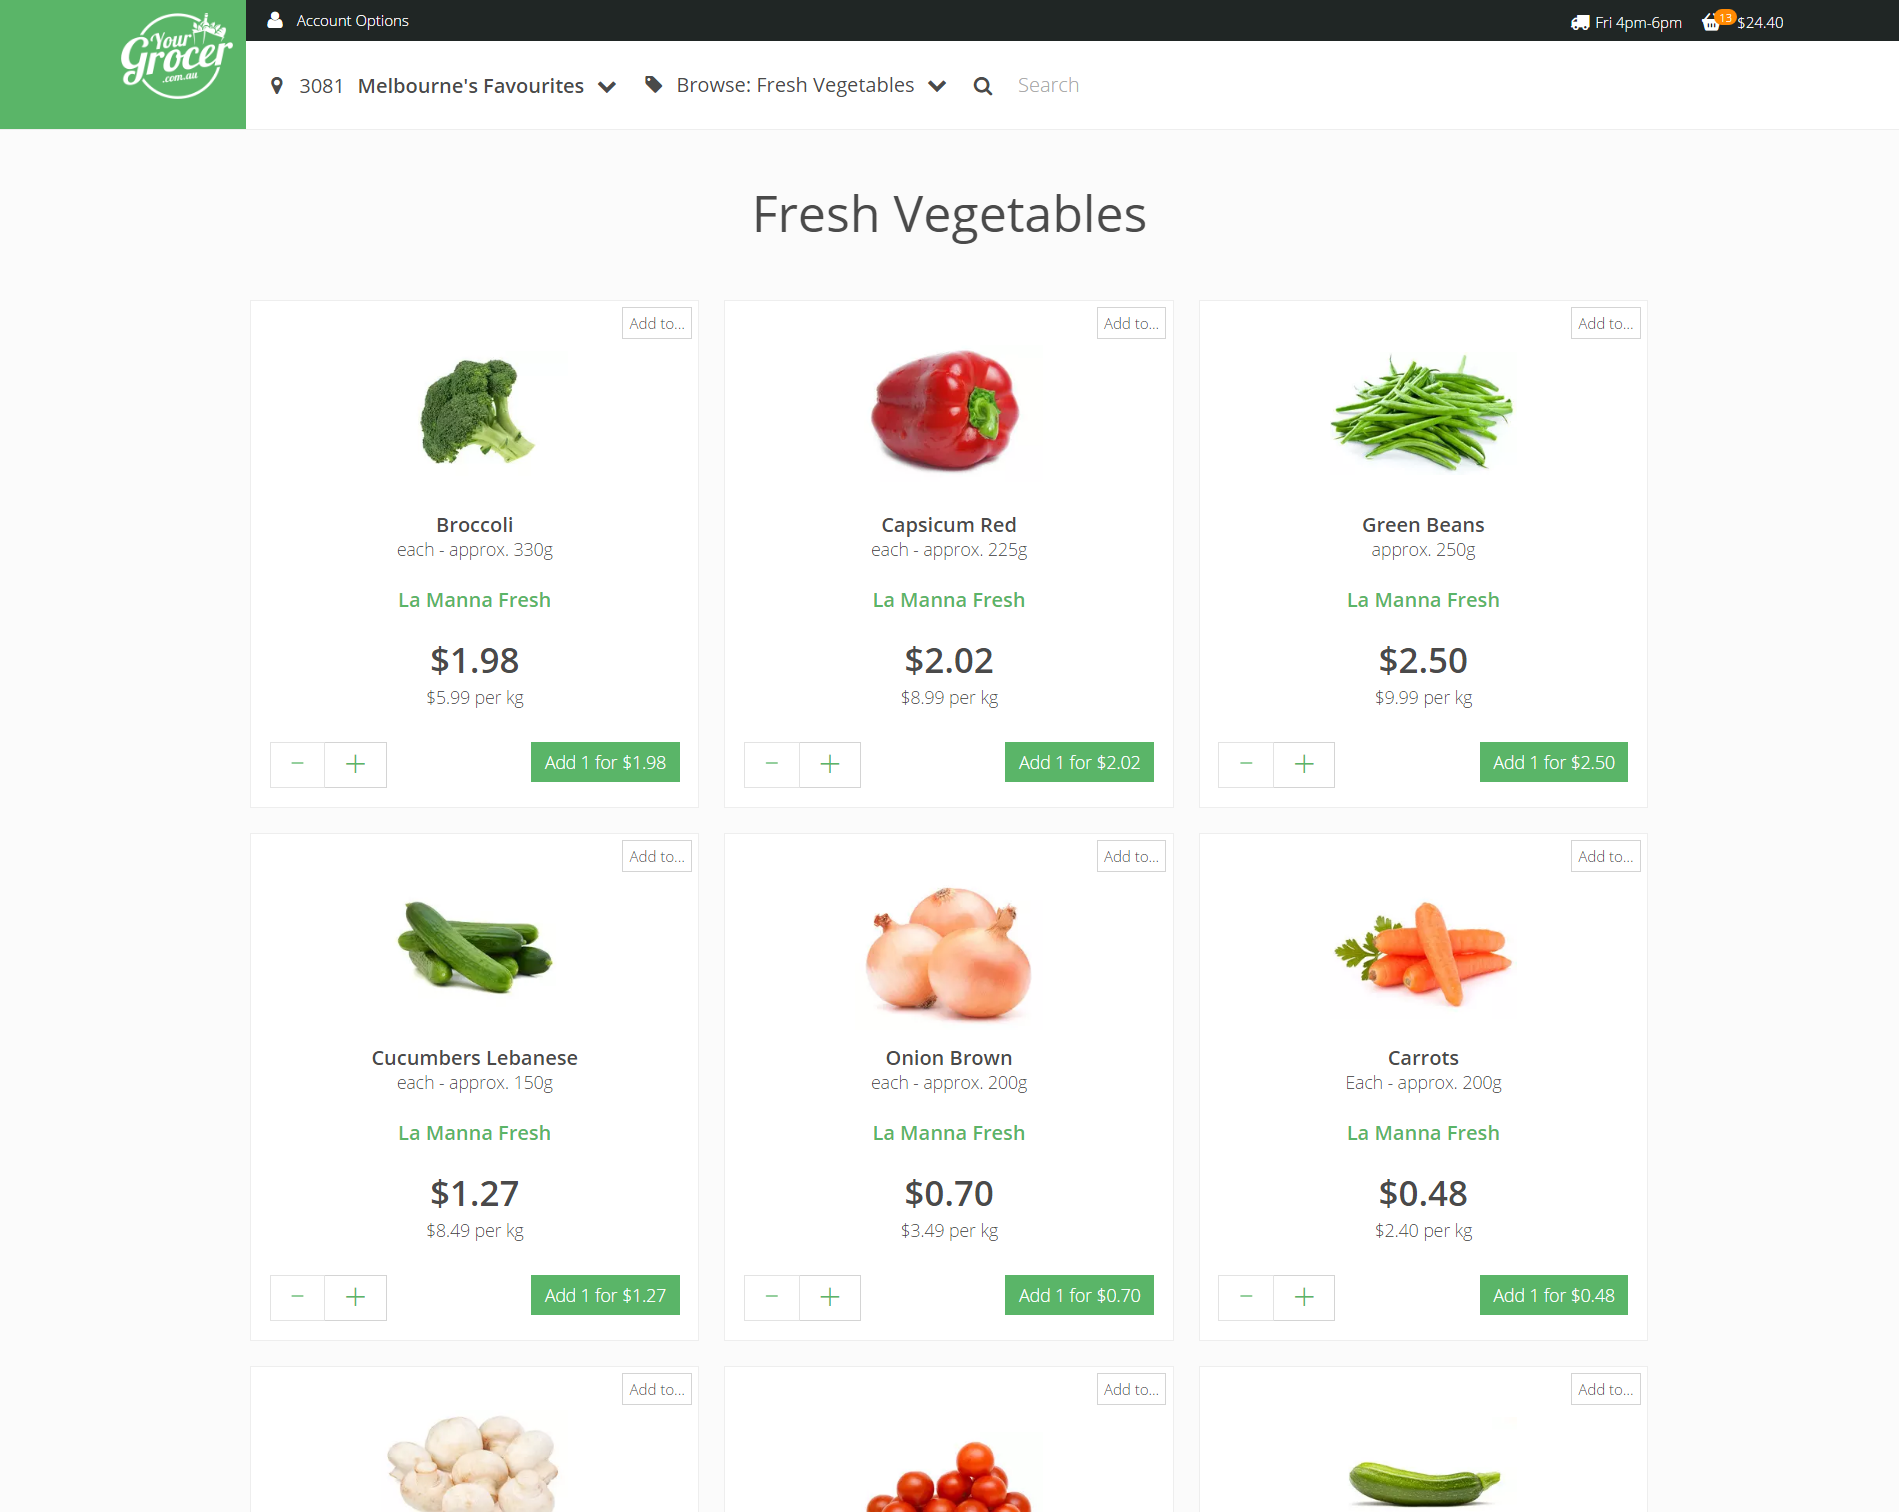 Your
Grocer
.com.au
Account Options
Fri 4pm-6pm 13 $24.40
3081 Melbourne's Favourites Browse: Fresh Vegetables Search
Fresh Vegetables
Add to...
Broccoli
each - approx. 330g
La Manna Fresh
$1.98
$5.99 per kg
− + Add 1 for $1.98
Add to...
Capsicum Red
each - approx. 225g
La Manna Fresh
$2.02
$8.99 per kg
− + Add 1 for $2.02
Add to...
Green Beans
approx. 250g
La Manna Fresh
$2.50
$9.99 per kg
− + Add 1 for $2.50
Add to...
Cucumbers Lebanese
each - approx. 150g
La Manna Fresh
$1.27
$8.49 per kg
− + Add 1 for $1.27
Add to...
Onion Brown
each - approx. 200g
La Manna Fresh
$0.70
$3.49 per kg
− + Add 1 for $0.70
Add to...
Carrots
Each - approx. 200g
La Manna Fresh
$0.48
$2.40 per kg
− + Add 1 for $0.48
Add to...
Add to...
Add to...